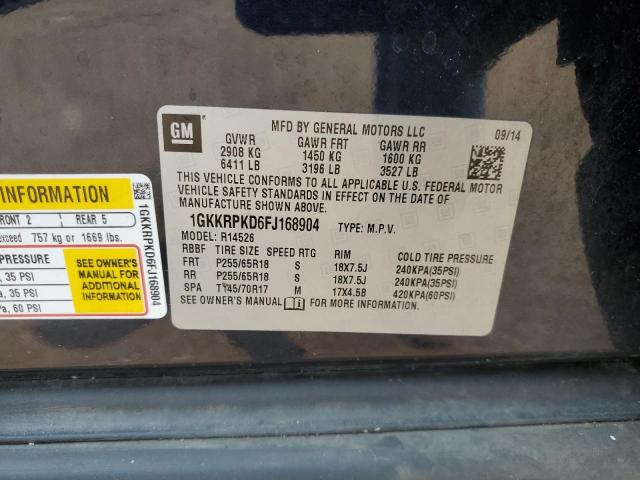 GM
MFD BY GENERAL MOTORS LLC 09/14
GVWR GAWR FRT GAWR RR
2908 KG 1450 KG 1600 KG
6411 LB 3196 LB 3527 LB
THIS VEHICLE CONFORMS TO ALL APPLICABLE U.S. FEDERAL MOTOR
VEHICLE SAFETY STANDARDS IN EFFECT ON THE DATE OF
MANUFACTURE SHOWN ABOVE.
1GKKRPKD6FJ168904 TYPE: M.P.V.
MODEL: R14526
RBBF TIRE SIZE SPEED RTG RIM COLD TIRE PRESSURE
FRT P255/65R18 S 18X7.5J 240KPA(35PSI)
RR P255/65R18 S 18X7.5J 240KPA(35PSI)
SPA T145/70R17 M 17X4.5B 420KPA(60PSI)
SEE OWNER'S MANUAL FOR MORE INFORMATION.
INFORMATION
FRONT 2 REAR 5
exceed 757 kg or 1669 lbs.
PRESSURE
35 PSI
35 PSI
60 PSI
SEE OWNER'S
MANUAL FOR
ADDITIONAL
INFORMATION
1GKKRPKD6FJ168904